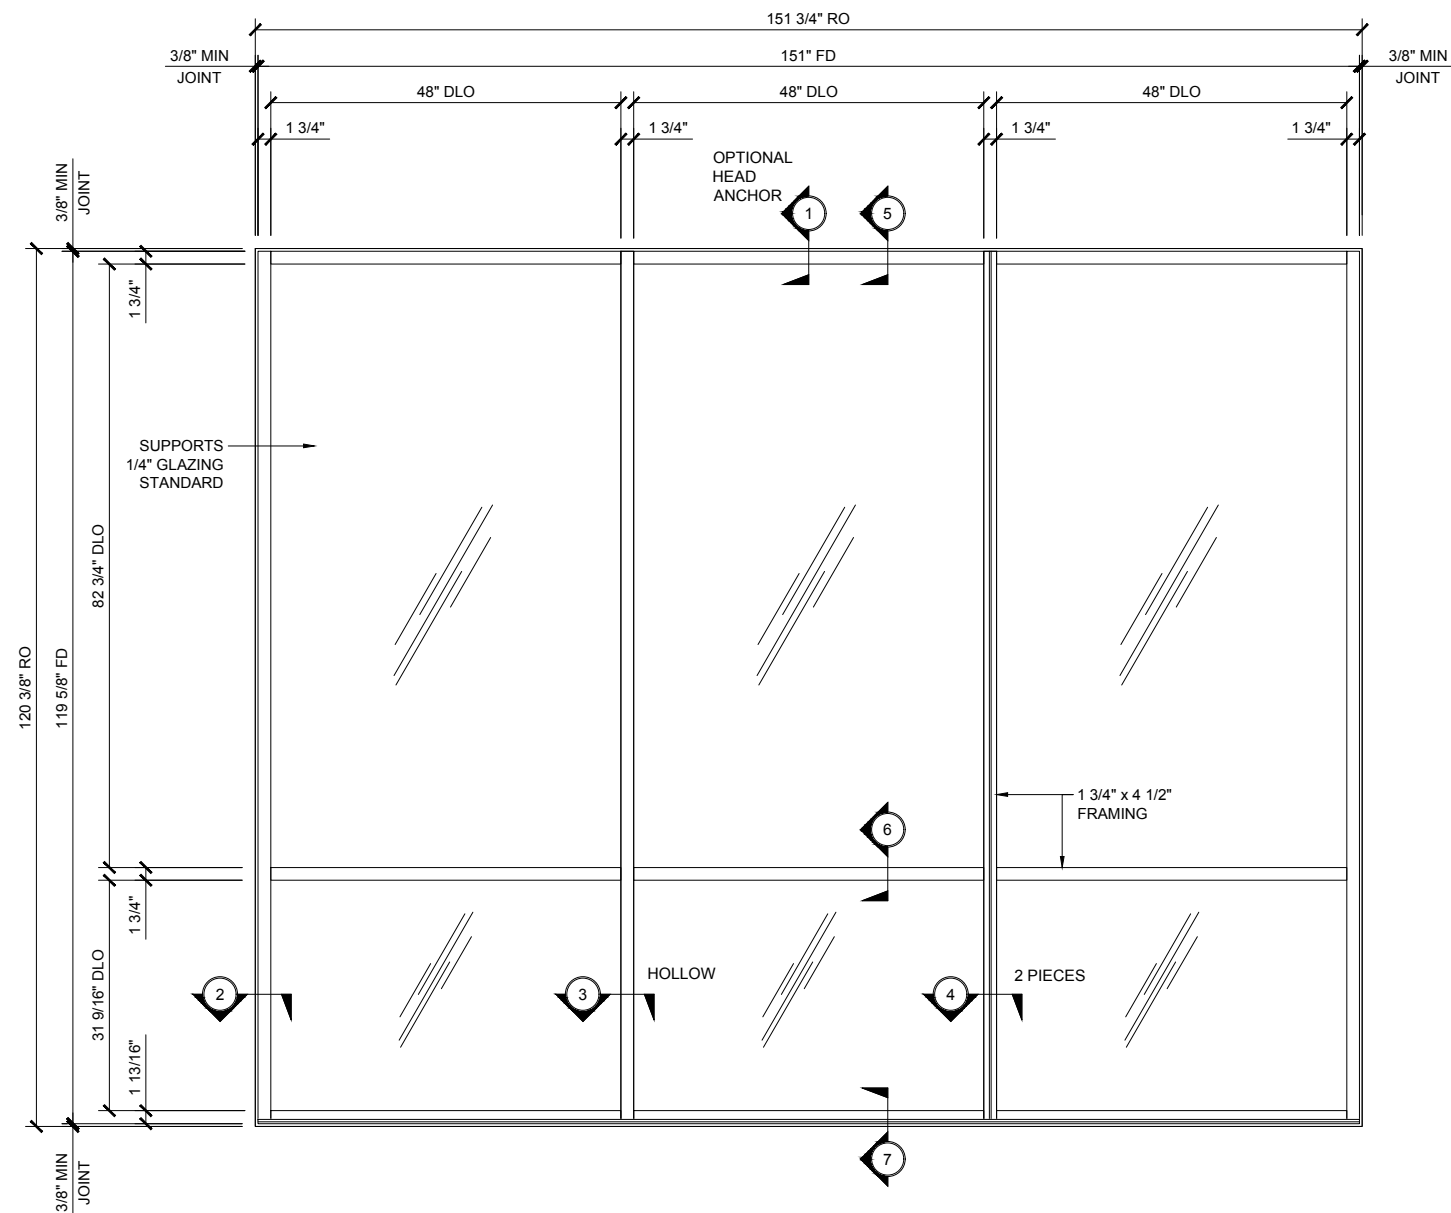 151 3/4" RO
3/8" MIN
JOINT
151" FD
3/8" MIN
JOINT
48" DLO
48" DLO
48" DLO
1 3/4"
1 3/4"
1 3/4"
1 3/4"
OPTIONAL
HEAD
ANCHOR
1
5
3/8" MIN
JOINT
1 3/4"
SUPPORTS
1/4" GLAZING
STANDARD
82 3/4" DLO
120 3/8" RO
119 5/8" FD
1 3/4" x 4 1/2"
FRAMING
6
1 3/4"
31 9/16" DLO
1 13/16"
2
3
HOLLOW
4
2 PIECES
7
3/8" MIN
JOINT